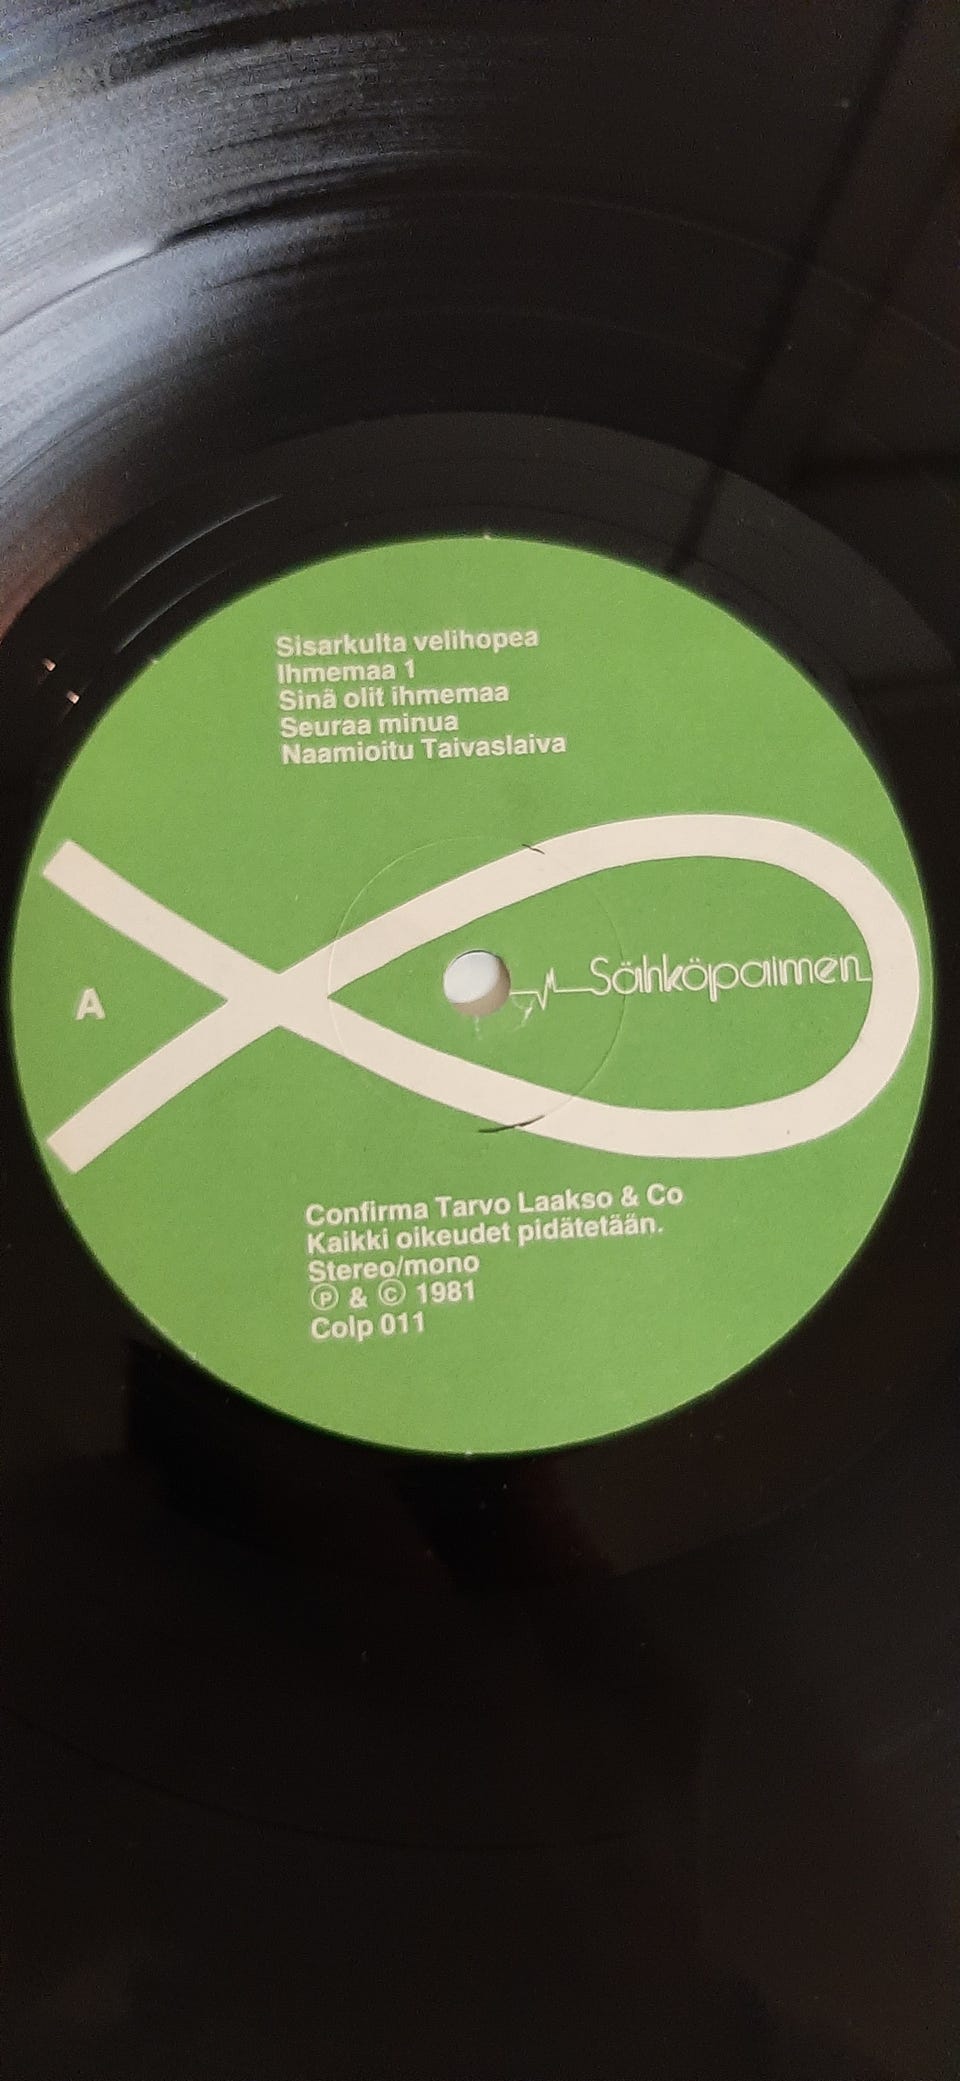 Sisarkulta velihopea
Ihmemaa 1
Sinä olit ihmemaa
Seuraa minua
Naamioitu Taivaslaiva
A
Sähköpaimen
Confirma Tarvo Laakso & Co
Kaikki oikeudet pidätetään.
Stereo/mono
Ⓟ & © 1981
Colp 011